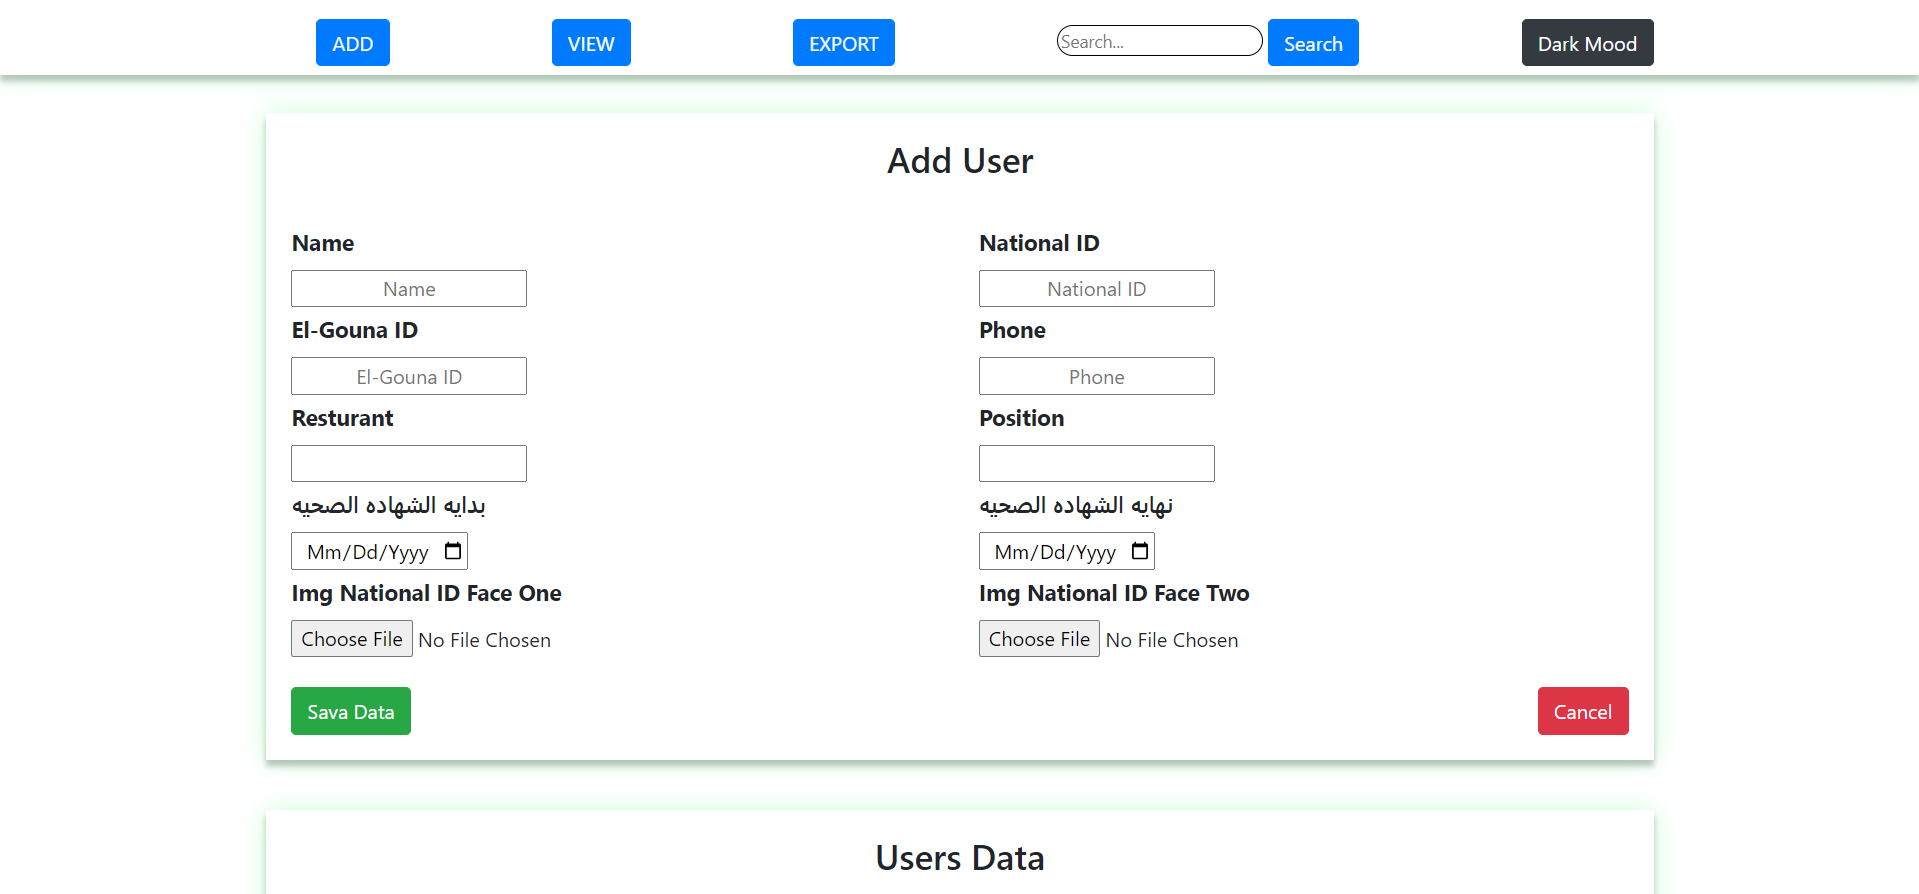 ADD VIEW EXPORT Search... Search Dark Mood
Add User
Name National ID
Name National ID
El-Gouna ID Phone
El-Gouna ID Phone
Resturant Position
بدايه الشهاده الصحيه نهايه الشهاده الصحيه
Mm/Dd/Yyyy Mm/Dd/Yyyy
Img National ID Face One Img National ID Face Two
Choose File No File Chosen Choose File No File Chosen
Sava Data Cancel
Users Data